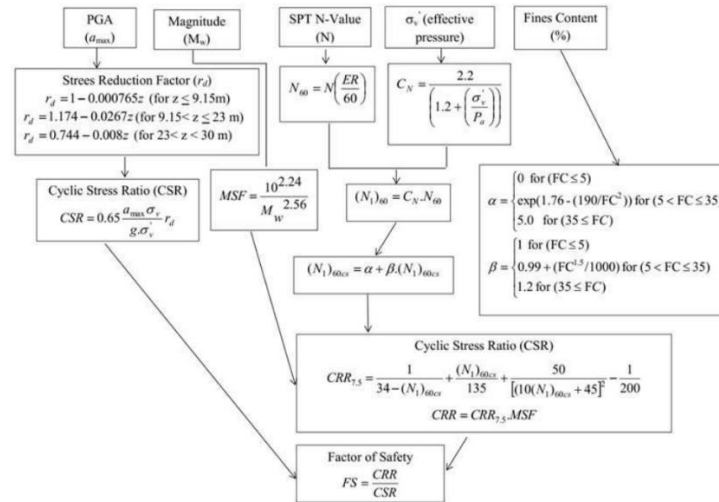 PGA
(a_max)
Magnitude
(M_w)
SPT N-Value
(N)
σ_v' (effective
pressure)
Fines Content
(%)
Strees Reduction Factor (r_d)
r_d = 1 − 0.000765z (for z ≤ 9.15m)
r_d = 1.174 − 0.0267z (for 9.15< z ≤ 23 m)
r_d = 0.744 − 0.008z (for 23< z < 30 m)
N_60 = N(ER/60)
C_N = 2.2/(1.2 + (σ_v'/P_a))
Cyclic Stress Ratio (CSR)
CSR = 0.65 (a_max σ_v)/(g.σ_v') r_d
MSF = 10^2.24/M_w^2.56
(N_1)_60 = C_N.N_60
α = {0 for (FC ≤ 5)
exp(1.76 - (190/FC^2)) for (5 < FC ≤ 35)
5.0 for (35 ≤ FC)
β = {1 for (FC ≤ 5)
0.99 + (FC^1.5/1000) for (5 < FC ≤ 35)
1.2 for (35 ≤ FC)
(N_1)_60cs = α + β.(N_1)_60cs
Cyclic Stress Ratio (CSR)
CRR_7.5 = 1/(34 − (N_1)_60cs) + (N_1)_60cs/135 + 50/[(10(N_1)_60cs + 45]^2 − 1/200
CRR = CRR_7.5.MSF
Factor of Safety
FS = CRR/CSR